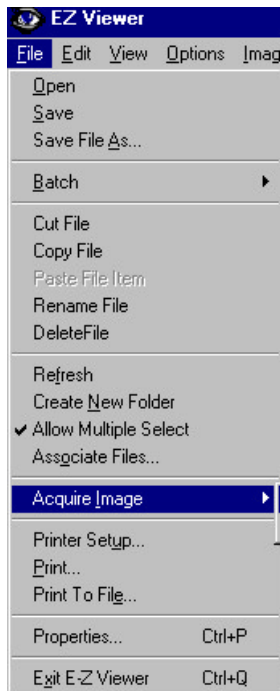 EZ Viewer
File Edit View Options Imag
Open
Save
Save File As...
Batch
Cut File
Copy File
Paste File Item
Rename File
DeleteFile
Refresh
Create New Folder
Allow Multiple Select
Associate Files...
Acquire Image
Printer Setup...
Print...
Print To File...
Properties... Ctrl+P
Exit E-Z Viewer Ctrl+Q